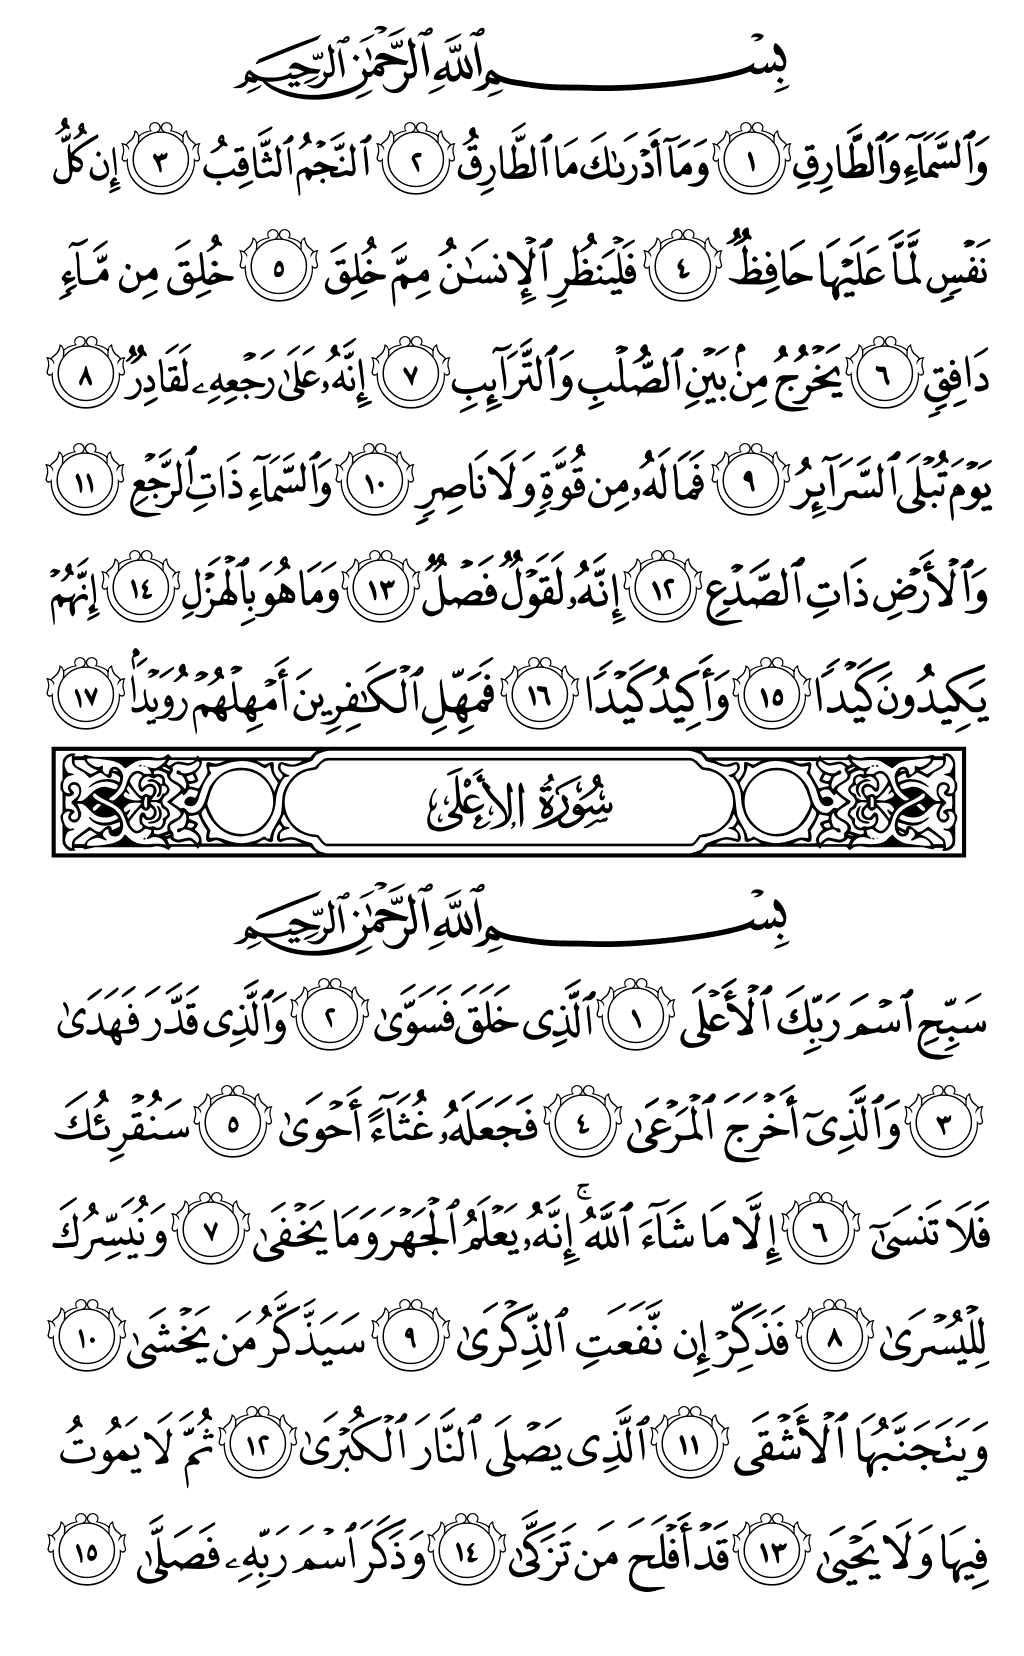 بِسْمِ ٱللَّهِ ٱلرَّحْمَٰنِ ٱلرَّحِيمِ
وَٱلسَّمَآءِ وَٱلطَّارِقِ ١ وَمَآ أَدْرَىٰكَ مَا ٱلطَّارِقُ ٢ ٱلنَّجْمُ ٱلثَّاقِبُ ٣ إِن كُلُّ
نَفْسٍ لَّمَّا عَلَيْهَا حَافِظٌ ٤ فَلْيَنظُرِ ٱلْإِنسَٰنُ مِمَّ خُلِقَ ٥ خُلِقَ مِن مَّآءٍ
دَافِقٍ ٦ يَخْرُجُ مِنۢ بَيْنِ ٱلصُّلْبِ وَٱلتَّرَآئِبِ ٧ إِنَّهُۥ عَلَىٰ رَجْعِهِۦ لَقَادِرٌ ٨
يَوْمَ تُبْلَى ٱلسَّرَآئِرُ ٩ فَمَا لَهُۥ مِن قُوَّةٍ وَلَا نَاصِرٍ ١٠ وَٱلسَّمَآءِ ذَاتِ ٱلرَّجْعِ ١١
وَٱلْأَرْضِ ذَاتِ ٱلصَّدْعِ ١٢ إِنَّهُۥ لَقَوْلٌ فَصْلٌ ١٣ وَمَا هُوَ بِٱلْهَزْلِ ١٤ إِنَّهُمْ
يَكِيدُونَ كَيْدًا ١٥ وَأَكِيدُ كَيْدًا ١٦ فَمَهِّلِ ٱلْكَٰفِرِينَ أَمْهِلْهُمْ رُوَيْدًۢا ١٧
سُورَةُ الأَعْلَى
بِسْمِ ٱللَّهِ ٱلرَّحْمَٰنِ ٱلرَّحِيمِ
سَبِّحِ ٱسْمَ رَبِّكَ ٱلْأَعْلَى ١ ٱلَّذِى خَلَقَ فَسَوَّىٰ ٢ وَٱلَّذِى قَدَّرَ فَهَدَىٰ
٣ وَٱلَّذِىٓ أَخْرَجَ ٱلْمَرْعَىٰ ٤ فَجَعَلَهُۥ غُثَآءً أَحْوَىٰ ٥ سَنُقْرِئُكَ
فَلَا تَنسَىٰٓ ٦ إِلَّا مَا شَآءَ ٱللَّهُ ۚ إِنَّهُۥ يَعْلَمُ ٱلْجَهْرَ وَمَا يَخْفَىٰ ٧ وَنُيَسِّرُكَ
لِلْيُسْرَىٰ ٨ فَذَكِّرْ إِن نَّفَعَتِ ٱلذِّكْرَىٰ ٩ سَيَذَّكَّرُ مَن يَخْشَىٰ ١٠
وَيَتَجَنَّبُهَا ٱلْأَشْقَى ١١ ٱلَّذِى يَصْلَى ٱلنَّارَ ٱلْكُبْرَىٰ ١٢ ثُمَّ لَا يَمُوتُ
فِيهَا وَلَا يَحْيَىٰ ١٣ قَدْ أَفْلَحَ مَن تَزَكَّىٰ ١٤ وَذَكَرَ ٱسْمَ رَبِّهِۦ فَصَلَّىٰ ١٥